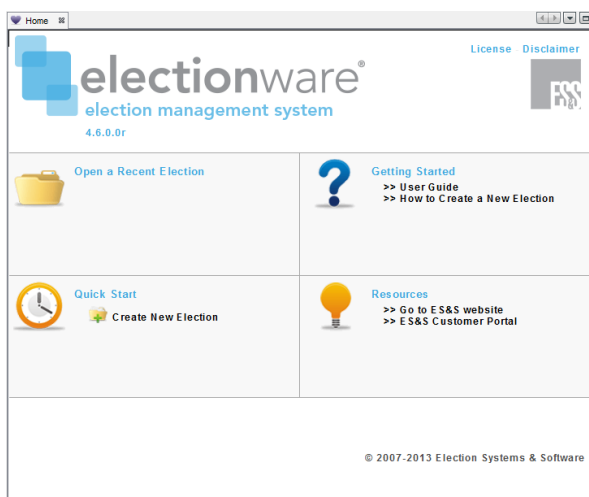 Home
License Disclaimer
electionware®
election management system
4.6.0.0r
ES&S
Open a Recent Election
Getting Started
>> User Guide
>> How to Create a New Election
Quick Start
Create New Election
Resources
>> Go to ES&S website
>> ES&S Customer Portal
© 2007-2013 Election Systems & Software